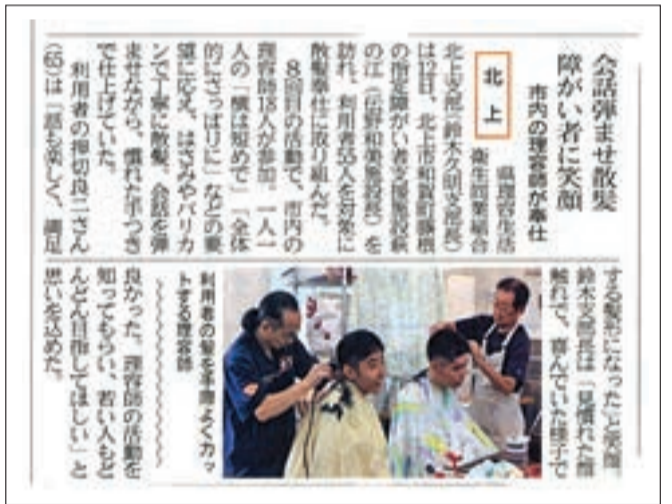 会話弾ませ散髪
障がい者に笑顔
市内の理容師が奉仕
北上
県理容生活
衛生同業組合
北上支部(鈴木久明支部長)
は12日、北上市和賀町藤根
の指定障がい者支援施設萩
の江(伝野和美施設長)を
訪れ、利用者55人を対象に
散髪奉仕に取り組んだ。
8回目の活動で、市内の
理容師18人が参加。一人一
人の「横は短めで」「全体
的にさっぱりに」などの要
望に応え、はさみやバリカ
ンで丁寧に散髪。会話を弾
ませながら、慣れた手つき
で仕上げていた。
利用者の押切良二さん
(65)は「話も楽しく、満足
する髪形になった」と笑顔
鈴木支部長は「見慣れた顔
触れで、喜んでいた様子で
良かった。理容師の活動を
知ってもらい、若い人もど
んどん目指してほしい」と
思いを込めた。
利用者の髪を手際よくカッ
トする理容師